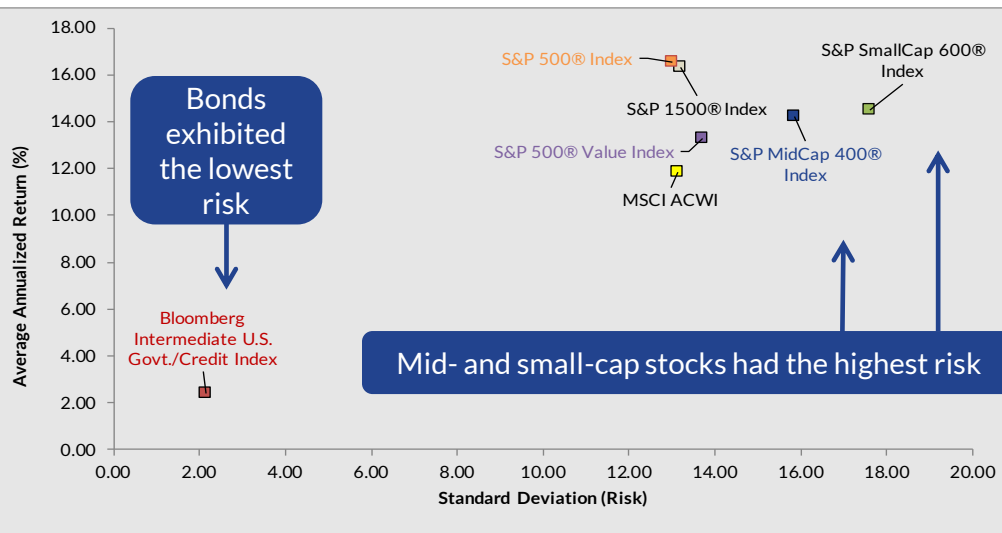 18.00
16.00
14.00
12.00
10.00
8.00
6.00
4.00
2.00
0.00
Average Annualized Return (%)
Bonds
exhibited
the lowest
risk
S&P 500® Index
S&P 1500® Index
S&P SmallCap 600®
Index
S&P 500® Value Index
S&P MidCap 400®
Index
MSCI ACWI
Bloomberg
Intermediate U.S.
Govt./Credit Index
Mid- and small-cap stocks had the highest risk
0.00 2.00 4.00 6.00 8.00 10.00 12.00 14.00 16.00 18.00 20.00
Standard Deviation (Risk)